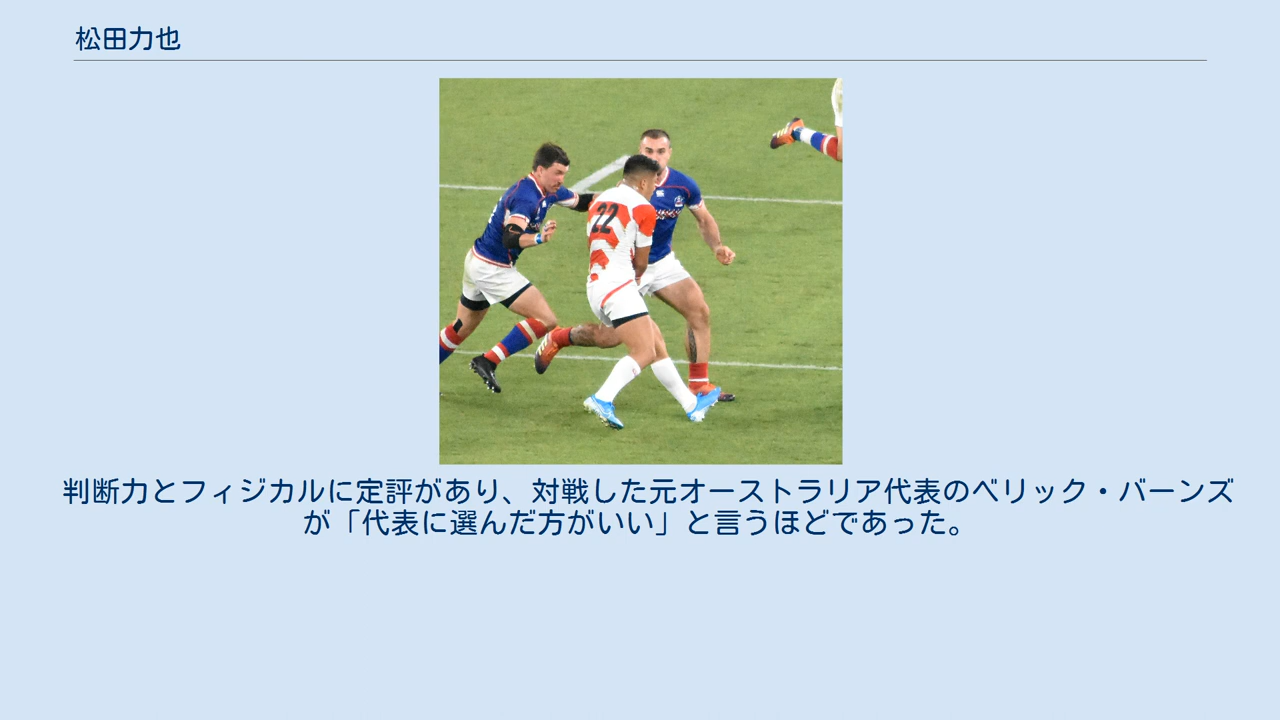 松田力也
22
判断力とフィジカルに定評があり、対戦した元オーストラリア代表のベリック・バーンズ
が「代表に選んだ方がいい」と言うほどであった。